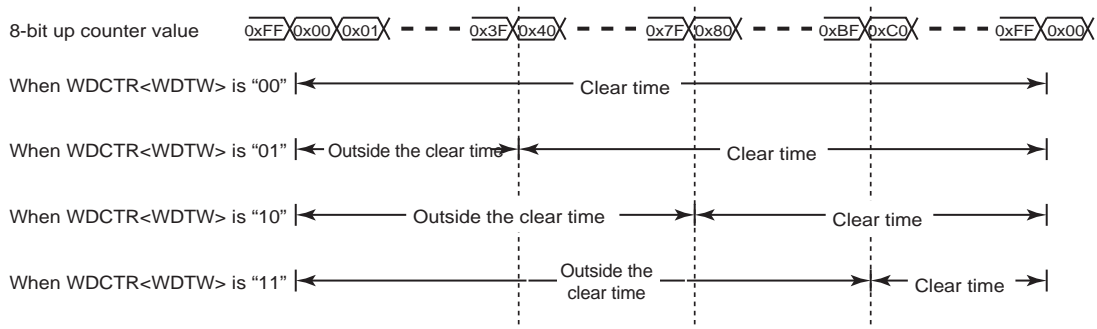 8-bit up counter value 0xFF 0x00 0x01 0x3F 0x40 0x7F 0x80 0xBF 0xC0 0xFF 0x00
When WDCTR<WDTW> is “00” Clear time
When WDCTR<WDTW> is “01” Outside the clear time Clear time
When WDCTR<WDTW> is “10” Outside the clear time Clear time
When WDCTR<WDTW> is “11” Outside the clear time Clear time